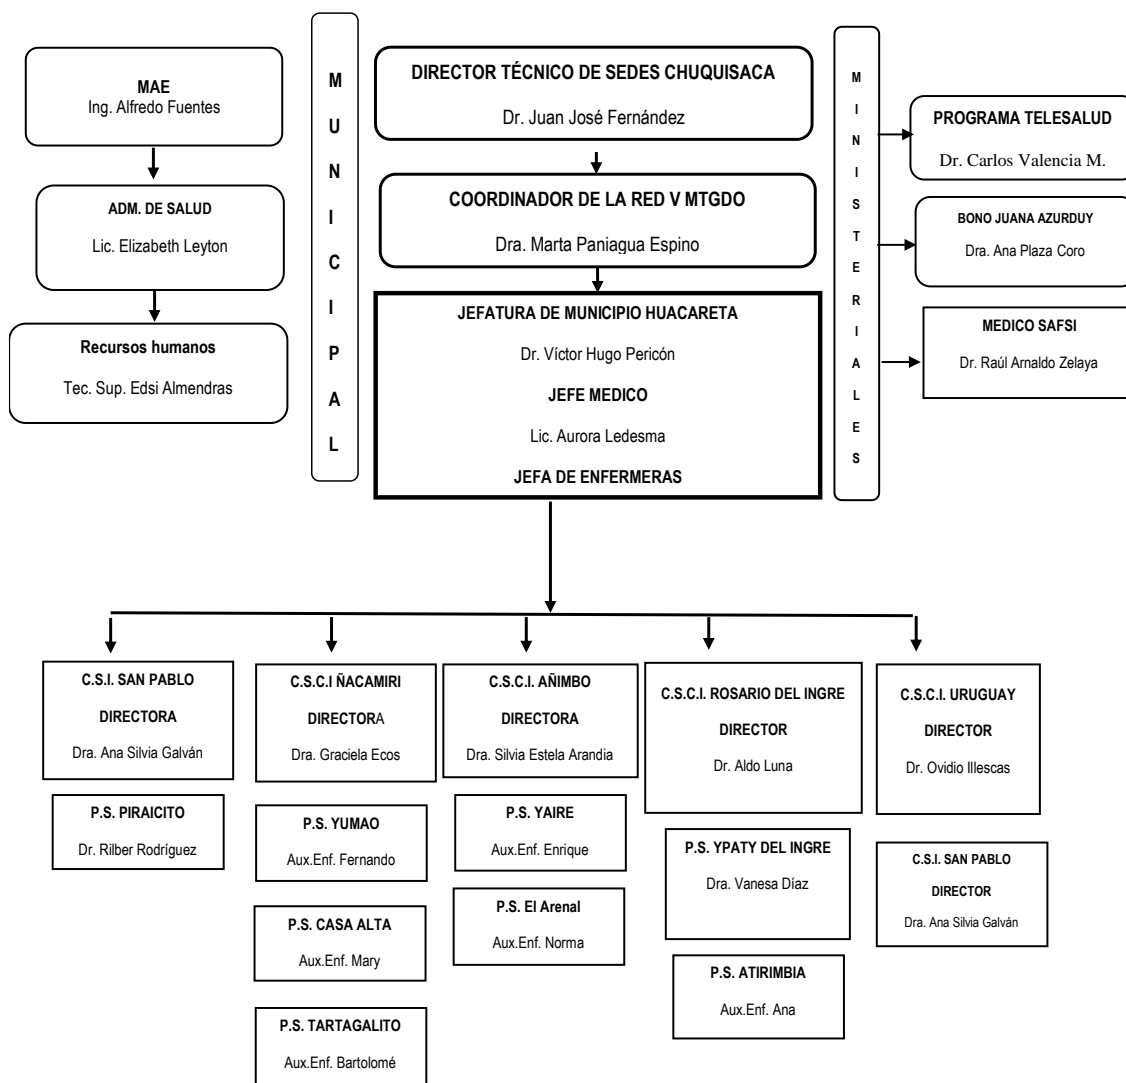 MAE
Ing. Alfredo Fuentes
ADM. DE SALUD
Lic. Elizabeth Leyton
Recursos humanos
Tec. Sup. Edsi Almendras
M
U
N
I
C
I
P
A
L
DIRECTOR TÉCNICO DE SEDES CHUQUISACA
Dr. Juan José Fernández
COORDINADOR DE LA RED V MTGDO
Dra. Marta Paniagua Espino
JEFATURA DE MUNICIPIO HUACARETA
Dr. Víctor Hugo Pericón
JEFE MEDICO
Lic. Aurora Ledesma
JEFA DE ENFERMERAS
M
I
N
I
S
T
E
R
I
A
L
E
S
PROGRAMA TELESALUD
Dr. Carlos Valencia M.
BONO JUANA AZURDUY
Dra. Ana Plaza Coro
MEDICO SAFSI
Dr. Raúl Arnaldo Zelaya
C.S.I. SAN PABLO
DIRECTORA
Dra. Ana Silvia Galván
P.S. PIRAICITO
Dr. Rilber Rodríguez
C.S.C.I ÑACAMIRI
DIRECTORA
Dra. Graciela Ecos
P.S. YUMAO
Aux.Enf. Fernando
P.S. CASA ALTA
Aux.Enf. Mary
P.S. TARTAGALITO
Aux.Enf. Bartolomé
C.S.C.I. AÑIMBO
DIRECTORA
Dra. Silvia Estela Arandia
P.S. YAIRE
Aux.Enf. Enrique
P.S. El Arenal
Aux.Enf. Norma
C.S.C.I. ROSARIO DEL INGRE
DIRECTOR
Dr. Aldo Luna
P.S. YPATY DEL INGRE
Dra. Vanesa Díaz
P.S. ATIRIMBIA
Aux.Enf. Ana
C.S.C.I. URUGUAY
DIRECTOR
Dr. Ovidio Illescas
C.S.I. SAN PABLO
DIRECTOR
Dra. Ana Silvia Galván